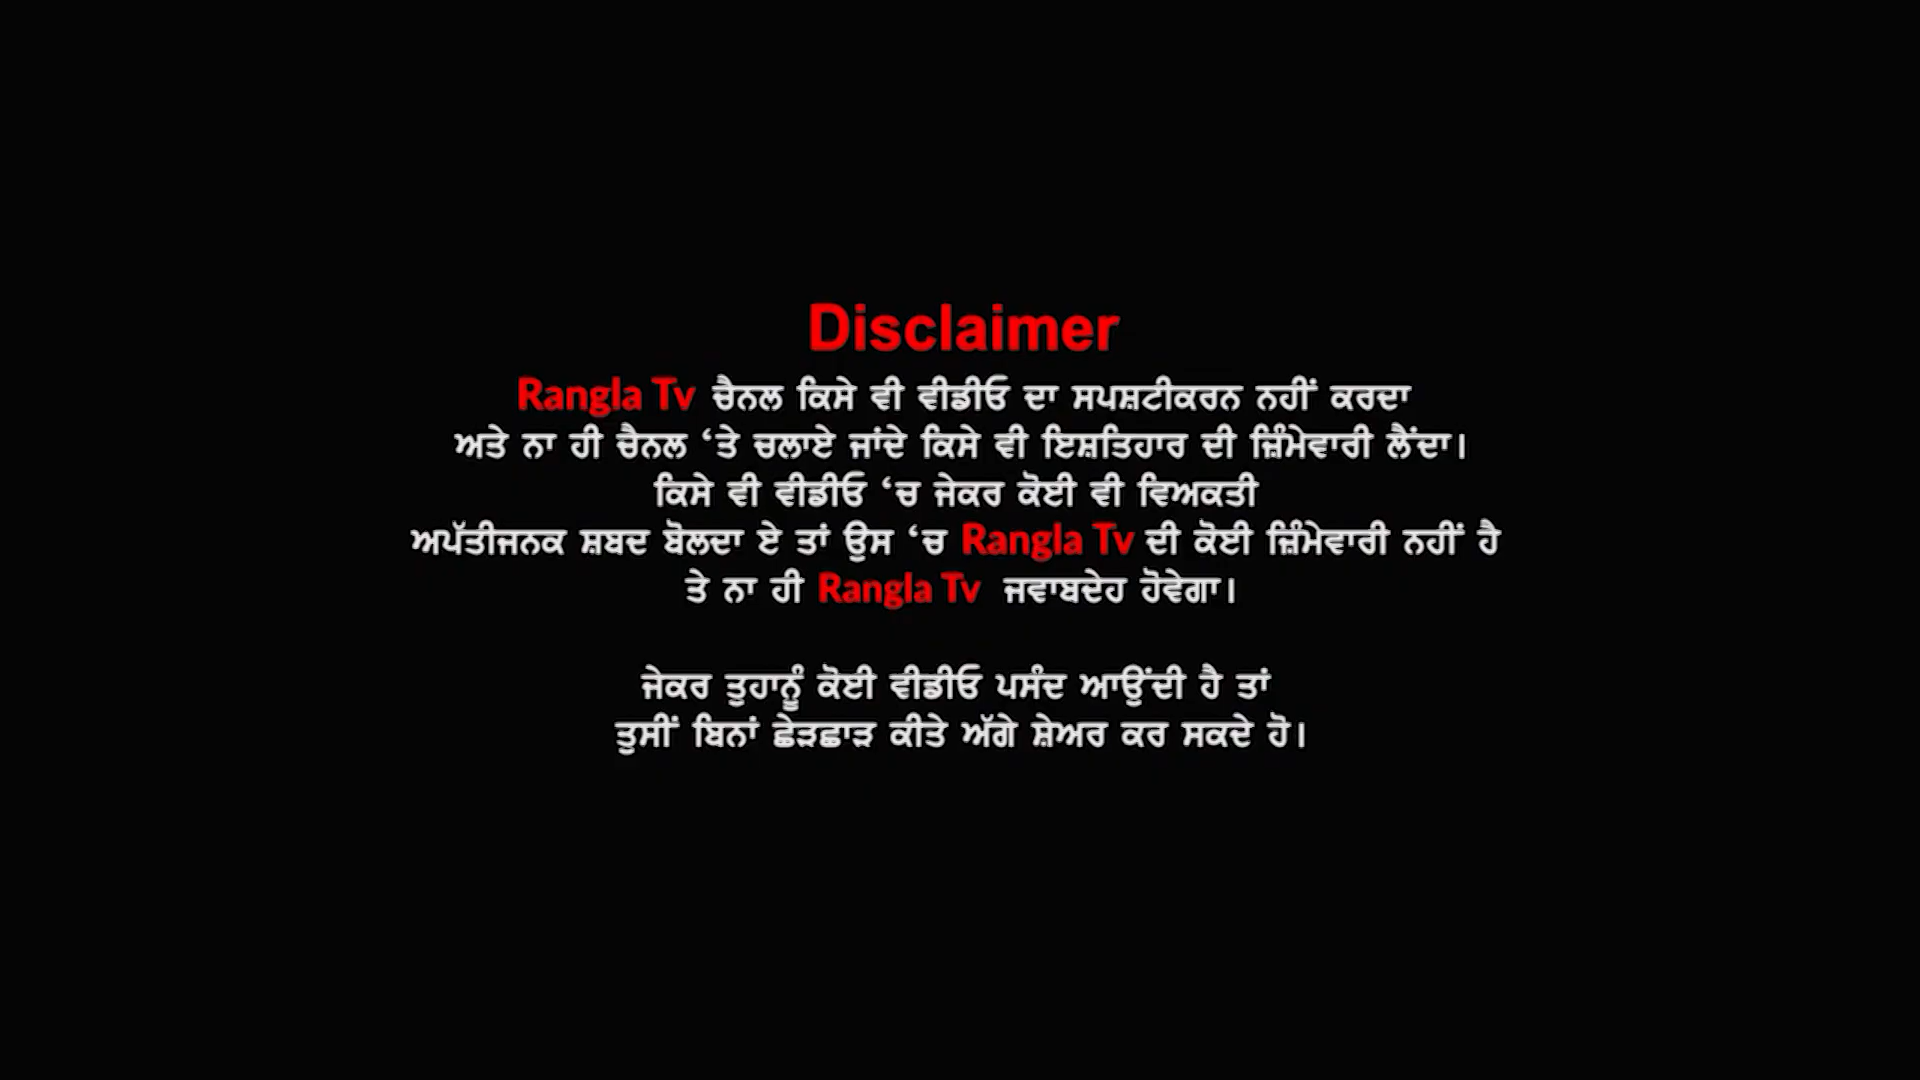 Disclaimer
Rangla Tv ਚੈਨਲ ਕਿਸੇ ਵੀ ਵੀਡੀਓ ਦਾ ਸਪਸ਼ਟੀਕਰਨ ਨਹੀਂ ਕਰਦਾ
ਅਤੇ ਨਾ ਹੀ ਚੈਨਲ ‘ਤੇ ਚਲਾਏ ਜਾਂਦੇ ਕਿਸੇ ਵੀ ਇਸ਼ਤਿਹਾਰ ਦੀ ਜ਼ਿੰਮੇਵਾਰੀ ਲੈਂਦਾ।
ਕਿਸੇ ਵੀ ਵੀਡੀਓ ‘ਚ ਜੇਕਰ ਕੋਈ ਵੀ ਵਿਅਕਤੀ
ਅਪੱਤੀਜਨਕ ਸ਼ਬਦ ਬੋਲਦਾ ਏ ਤਾਂ ਉਸ ‘ਚ Rangla Tv ਦੀ ਕੋਈ ਜ਼ਿੰਮੇਵਾਰੀ ਨਹੀਂ ਹੈ
ਤੇ ਨਾ ਹੀ Rangla Tv ਜਵਾਬਦੇਹ ਹੋਵੇਗਾ।
ਜੇਕਰ ਤੁਹਾਨੂੰ ਕੋਈ ਵੀਡੀਓ ਪਸੰਦ ਆਉਂਦੀ ਹੈ ਤਾਂ
ਤੁਸੀਂ ਬਿਨਾਂ ਛੇੜਛਾੜ ਕੀਤੇ ਅੱਗੇ ਸ਼ੇਅਰ ਕਰ ਸਕਦੇ ਹੋ।